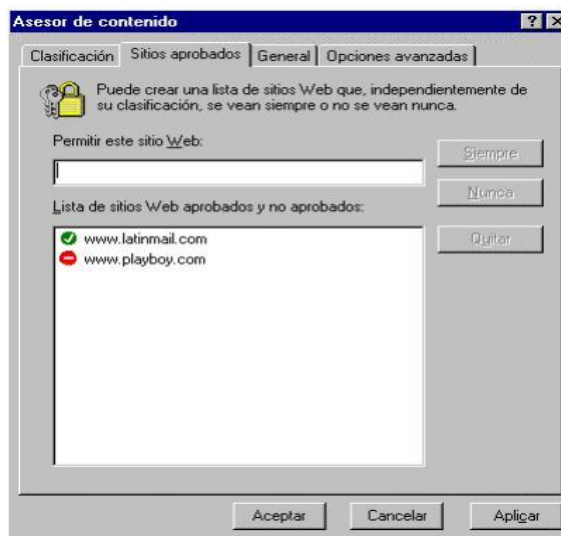 Asesor de contenido
Clasificación Sitios aprobados General Opciones avanzadas
Puede crear una lista de sitios Web que, independientemente de
su clasificación, se vean siempre o no se vean nunca.
Permitir este sitio Web:
Siempre
Nunca
Lista de sitios Web aprobados y no aprobados:
Quitar
www.latinmail.com
www.playboy.com
Aceptar Cancelar Aplicar